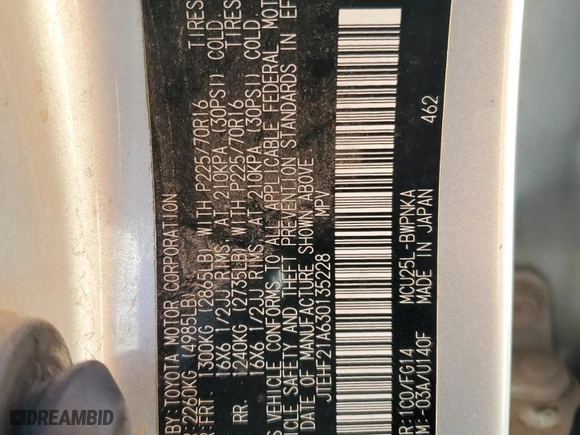 BY: TOYOTA MOTOR CORPORATION
2260KG (4985LB)
FRT 1300KG (2865LB) WITH P225/70R16 TIRES
16X6 1/2JJ RIMS, AT 210KPA (30PSI) COLD
RR. 1240KG (2735LB) WITH P225/70R16 TIRES
16X6 1/2JJ RIMS, AT 210KPA (30PSI) COLD
VEHICLE CONFORMS TO ALL APPLICABLE FEDERAL MOT
VEHICLE SAFETY AND THEFT PREVENTION STANDARDS IN EF
DATE OF MANUFACTURE SHOWN ABOVE.
JTEHF21A630135228 MPV
R: 1C0/FG14 MCU25L-BWPNKA
M: -03A/U140F MADE IN JAPAN
462
DREAMBID